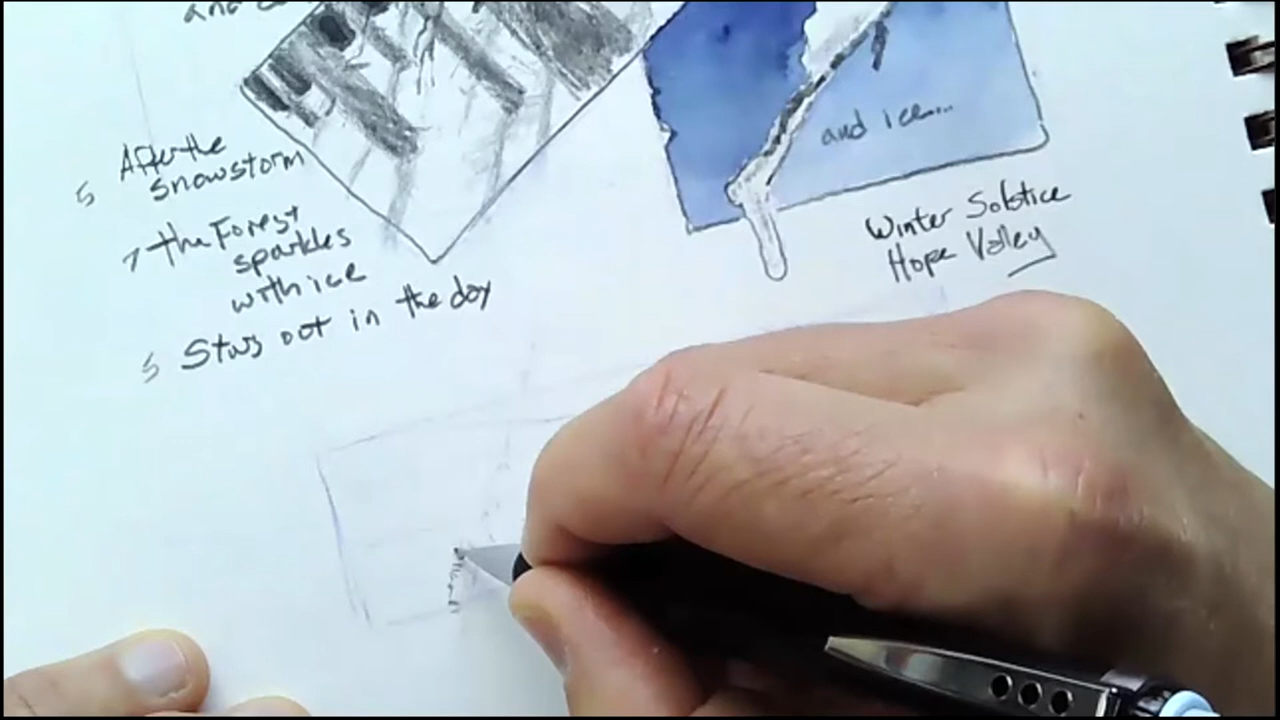 and
After the
snowstorm
the Forest
sparkles
with ice
Stars out in the day
and ice....
Winter Solstice
Hope Valley